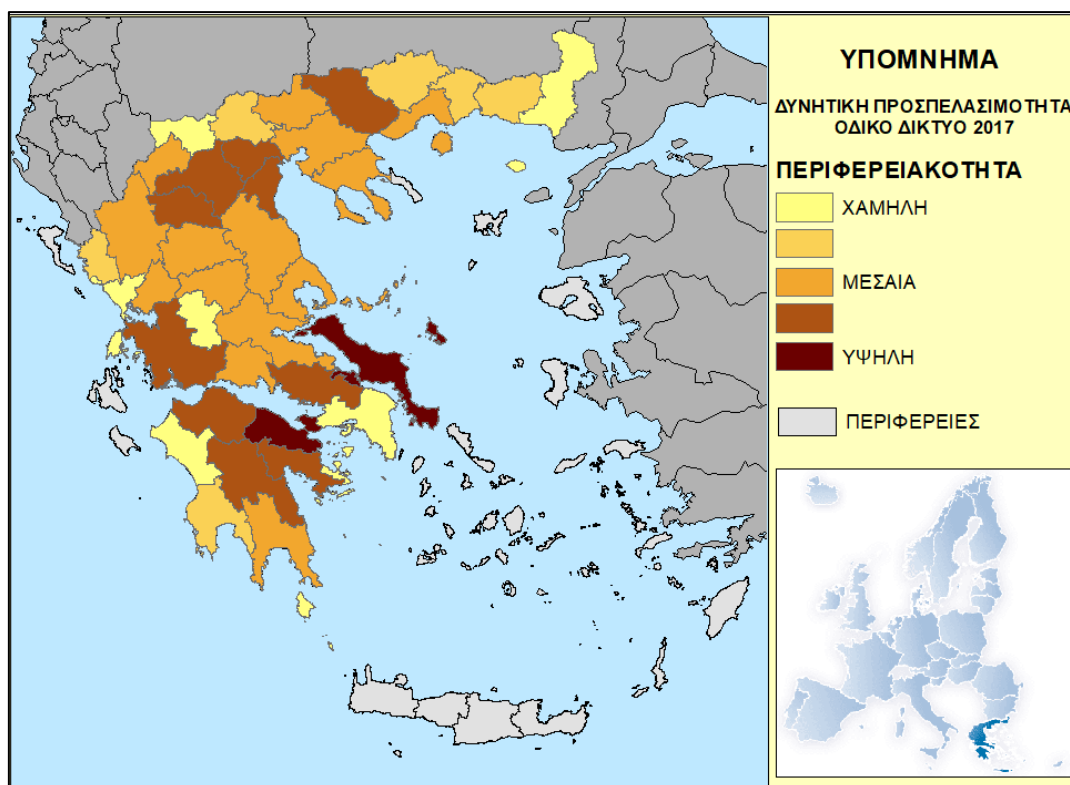 ΥΠΟΜΝΗΜΑ
ΔΥΝΗΤΙΚΗ ΠΡΟΣΠΕΛΑΣΙΜΟΤΗΤΑ
ΟΔΙΚΟ ΔΙΚΤΥΟ 2017
ΠΕΡΙΦΕΡΕΙΑΚΟΤΗΤΑ
ΧΑΜΗΛΗ
ΜΕΣΑΙΑ
ΥΨΗΛΗ
ΠΕΡΙΦΕΡΕΙΕΣ